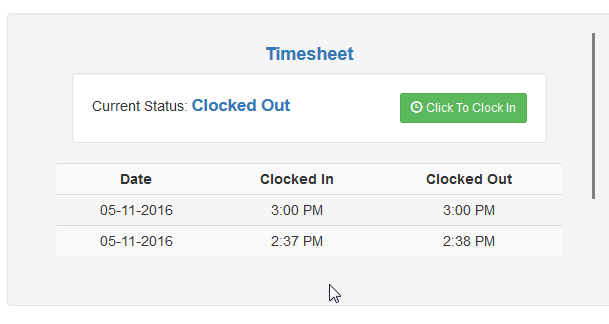 Timesheet
Current Status: Clocked Out
Click To Clock In
Date Clocked In Clocked Out
05-11-2016 3:00 PM 3:00 PM
05-11-2016 2:37 PM 2:38 PM